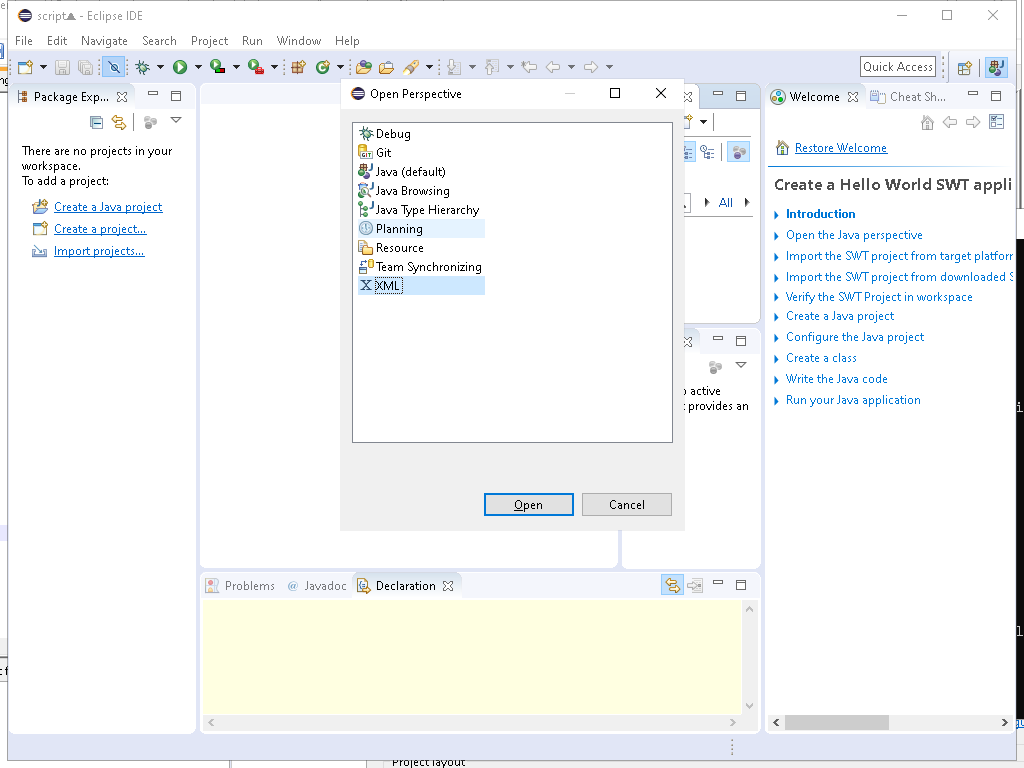 script - Eclipse IDE
File Edit Navigate Search Project Run Window Help
Quick Access
Package Exp...
There are no projects in your
workspace.
To add a project:
Create a Java project
Create a project...
Import projects...
Open Perspective
Debug
Git
Java (default)
Java Browsing
Java Type Hierarchy
Planning
Resource
Team Synchronizing
XML
Open
Cancel
All
active
provides an
Problems
@ Javadoc
Declaration
Welcome
Cheat Sh...
Restore Welcome
Create a Hello World SWT appli
Introduction
Open the Java perspective
Import the SWT project from target platfor
Import the SWT project from downloaded S
Verify the SWT Project in workspace
Create a Java project
Configure the Java project
Create a class
Write the Java code
Run your Java application
Project layout